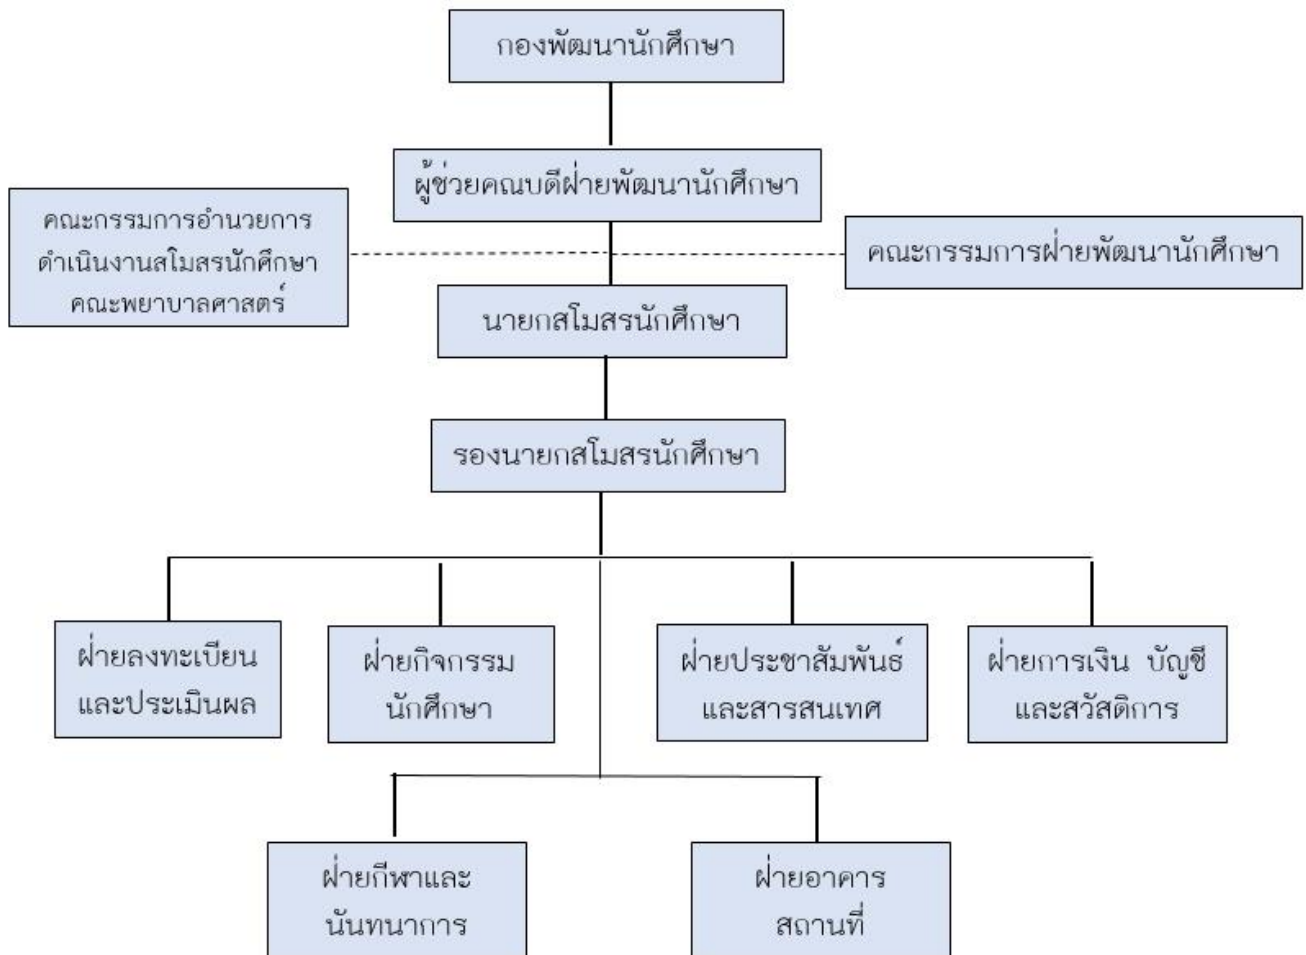 กองพัฒนานักศึกษา
ผู้ช่วยคณบดีฝ่ายพัฒนานักศึกษา
คณะกรรมการอำนวยการ
ดำเนินงานสโมสรนักศึกษา
คณะพยาบาลศาสตร์
คณะกรรมการฝ่ายพัฒนานักศึกษา
นายกสโมสรนักศึกษา
รองนายกสโมสรนักศึกษา
ฝ่ายลงทะเบียน
และประเมินผล
ฝ่ายกิจกรรม
นักศึกษา
ฝ่ายประชาสัมพันธ์
และสารสนเทศ
ฝ่ายการเงิน บัญชี
และสวัสดิการ
ฝ่ายกีฬาและ
นันทนาการ
ฝ่ายอาคาร
สถานที่